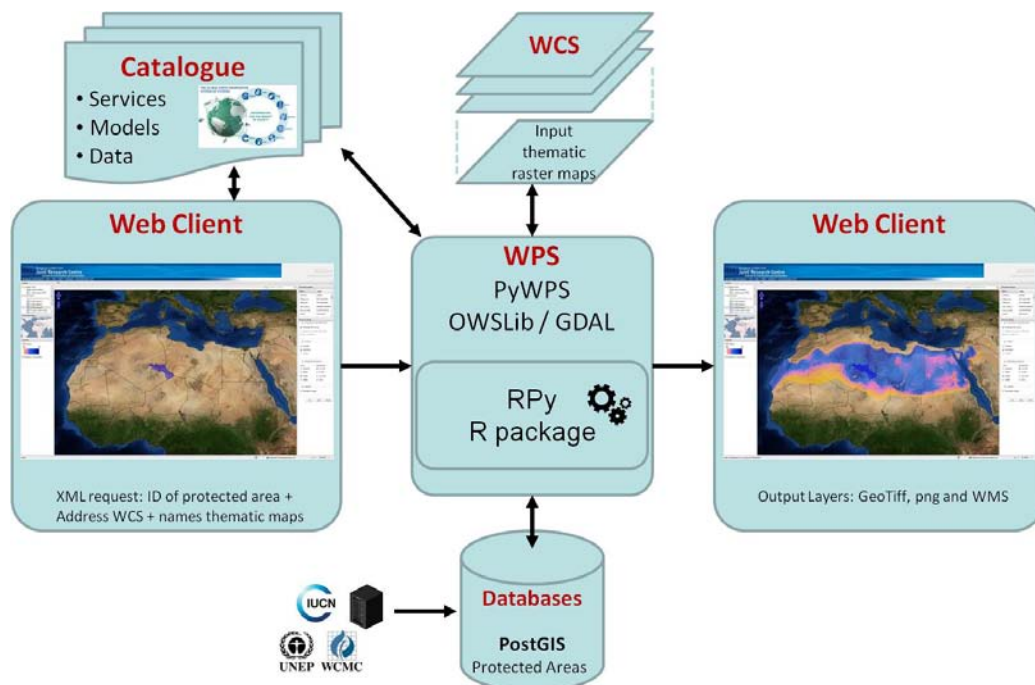 Catalogue
• Services
• Models
• Data
WCS
Input
thematic
raster maps
Web Client
XML request: ID of protected area +
Address WCS + names thematic maps
WPS
PyWPS
OWSLib / GDAL
RPy
R package
Web Client
Output Layers: GeoTiff, png and WMS
IUCN
UNEP WCMC
Databases
PostGIS
Protected Areas